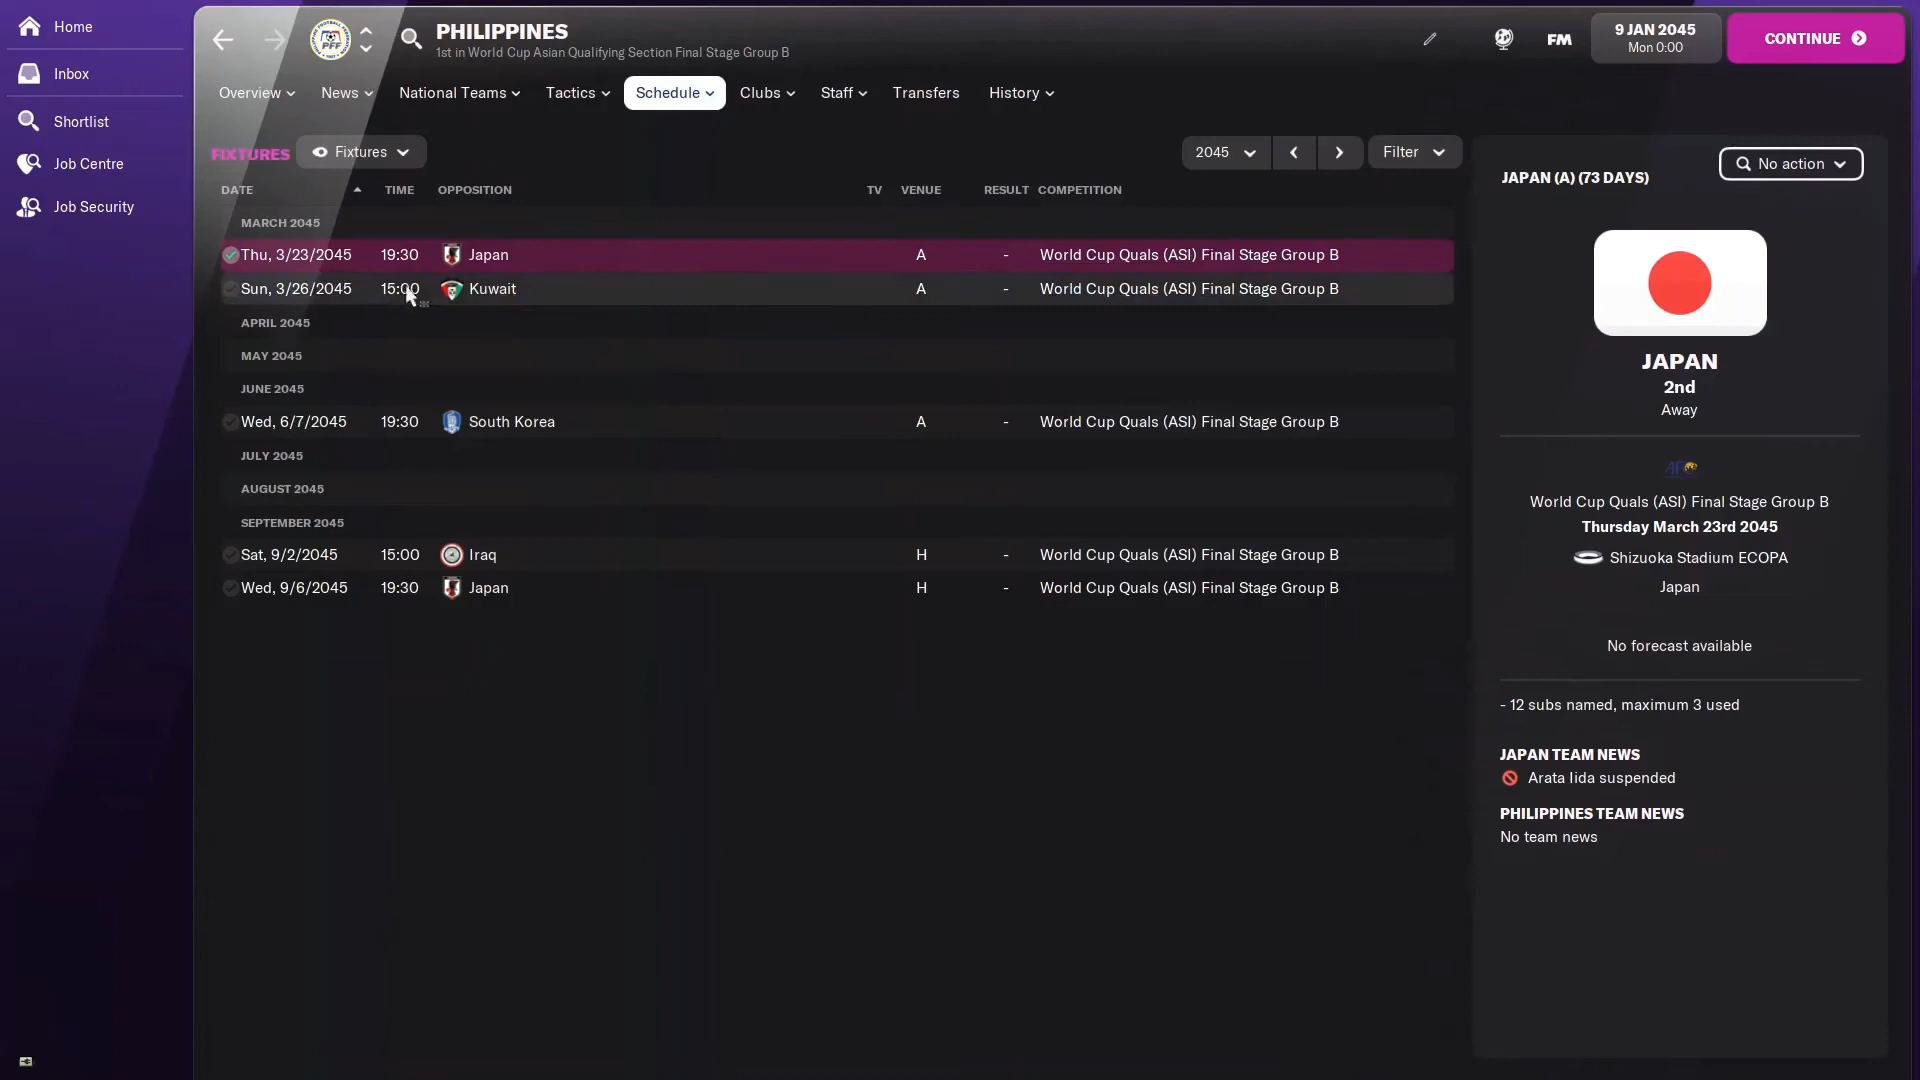 Home
Inbox
Shortlist
Job Centre
Job Security
PFF
PHILIPPINES
1st in World Cup Asian Qualifying Section Final Stage Group B
FM
9 JAN 2045
Mon 0:00
CONTINUE
Overview News National Teams Tactics Schedule Clubs Staff Transfers History
FIXTURES Fixtures 2045 Filter
DATE TIME OPPOSITION TV VENUE RESULT COMPETITION
MARCH 2045
Thu, 3/23/2045 19:30 Japan A - World Cup Quals (ASI) Final Stage Group B
Sun, 3/26/2045 15:00 Kuwait A - World Cup Quals (ASI) Final Stage Group B
APRIL 2045
MAY 2045
JUNE 2045
Wed, 6/7/2045 19:30 South Korea A - World Cup Quals (ASI) Final Stage Group B
JULY 2045
AUGUST 2045
SEPTEMBER 2045
Sat, 9/2/2045 15:00 Iraq H - World Cup Quals (ASI) Final Stage Group B
Wed, 9/6/2045 19:30 Japan H - World Cup Quals (ASI) Final Stage Group B
JAPAN (A) (73 DAYS)
No action
JAPAN
2nd
Away
World Cup Quals (ASI) Final Stage Group B
Thursday March 23rd 2045
Shizuoka Stadium ECOPA
Japan
No forecast available
- 12 subs named, maximum 3 used
JAPAN TEAM NEWS
Arata Iida suspended
PHILIPPINES TEAM NEWS
No team news